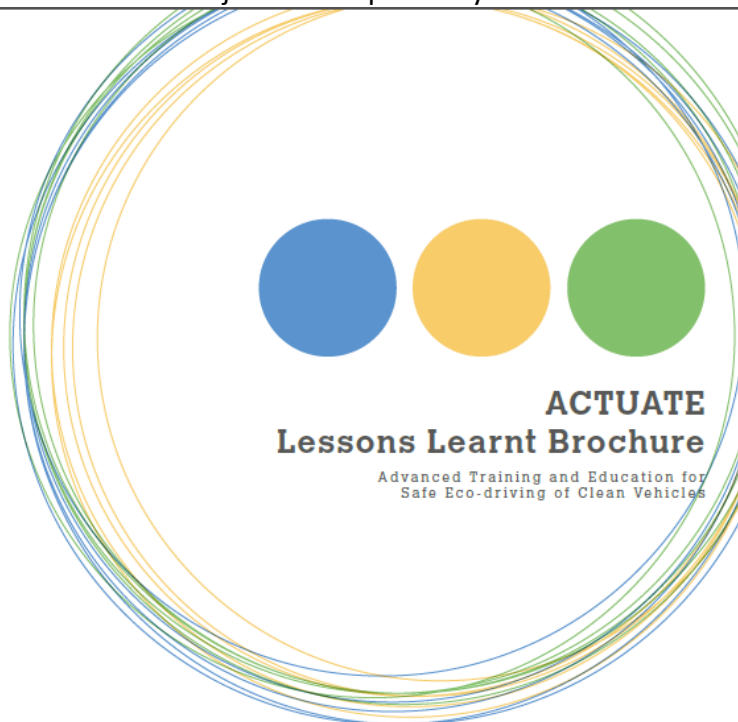 ACTUATE
Lessons Learnt Brochure
Advanced Training and Education for
Safe Eco-driving of Clean Vehicles